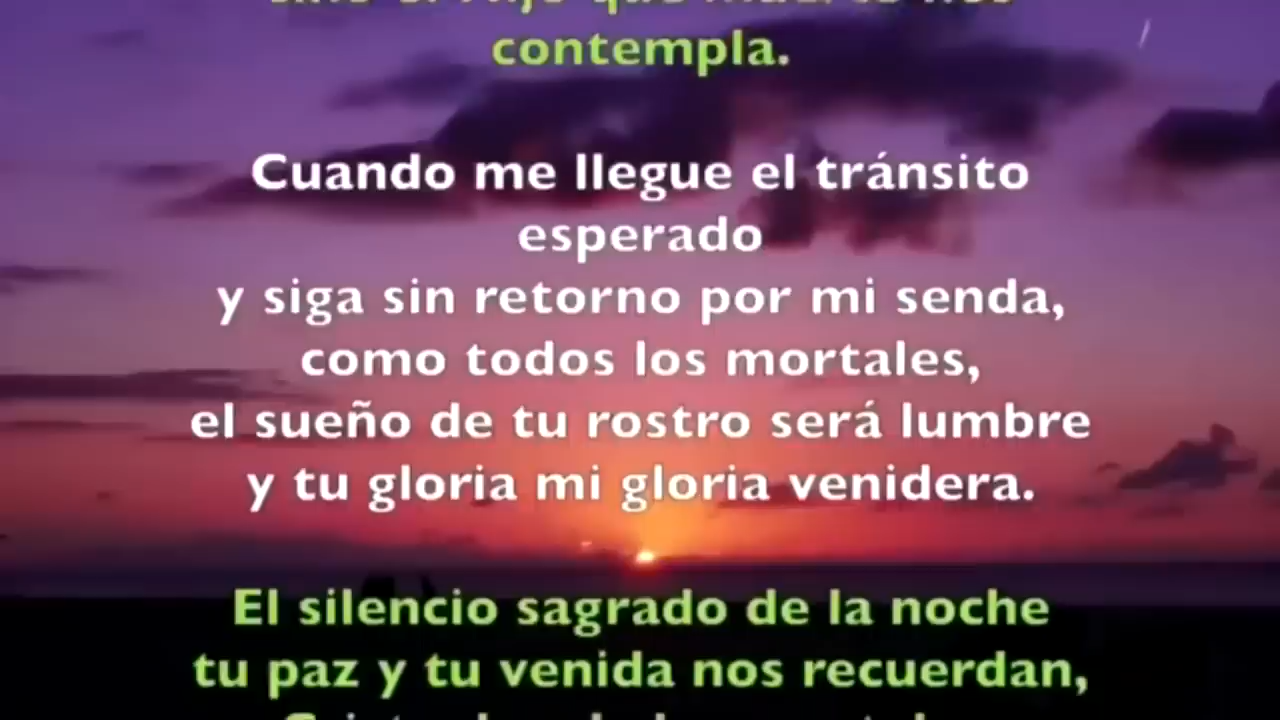 contempla.
Cuando me llegue el tránsito
esperado
y siga sin retorno por mi senda,
como todos los mortales,
el sueño de tu rostro será lumbre
y tu gloria mi gloria venidera.
El silencio sagrado de la noche
tu paz y tu venida nos recuerdan,